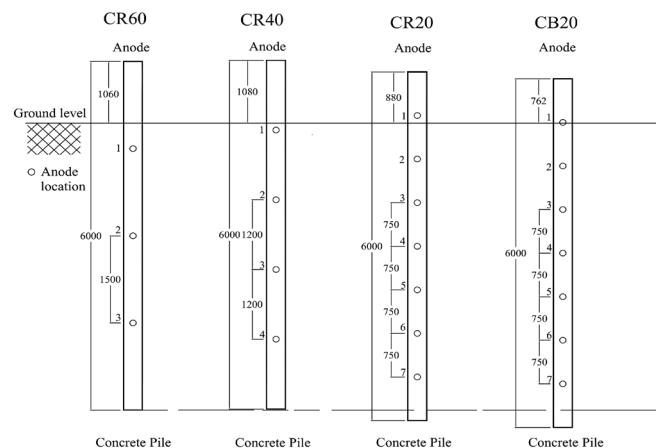 CR60
CR40
CR20
CB20
Anode
Anode
Anode
Anode
1060
1080
880
762
Ground level
Anode
location
1
2
3
6000
1500
1
2
3
4
6000
1200
1200
1
2
3
4
5
6
7
6000
750
750
750
750
1
2
3
4
5
6
7
6000
750
750
750
750
Concrete Pile
Concrete Pile
Concrete Pile
Concrete Pile